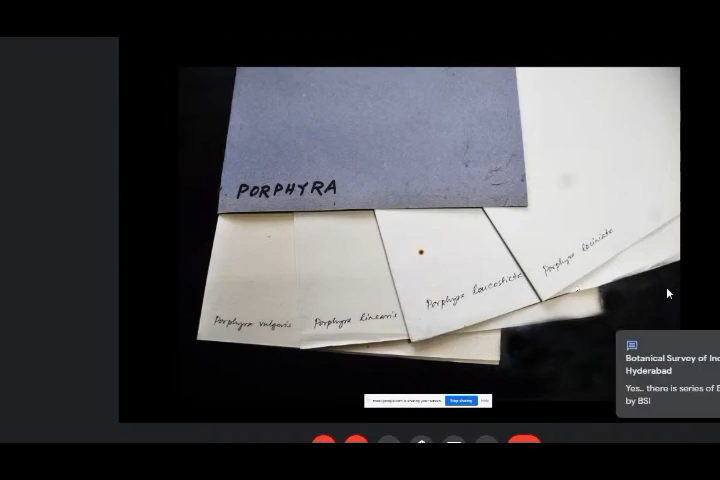 PORPHYRA
Porphyra vulgaris
Porphyra linearis
Porphyra leucosticta
Porphyra laciniata
Stop sharing
Hide
Botanical Survey of Ind
Hyderabad
Yes.. there is series of E
by BSI